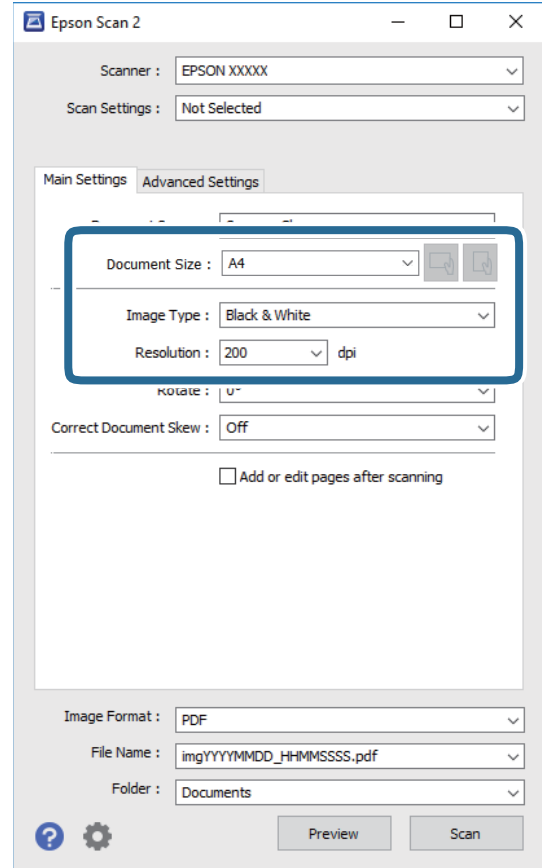 Epson Scan 2
Scanner : EPSON XXXXX
Scan Settings : Not Selected
Main Settings Advanced Settings
Document Size : A4
Image Type : Black & White
Resolution : 200 dpi
Rotate : 0°
Correct Document Skew : Off
Add or edit pages after scanning
Image Format : PDF
File Name : imgYYYYMMDD_HHMMSSSS.pdf
Folder : Documents
Preview Scan